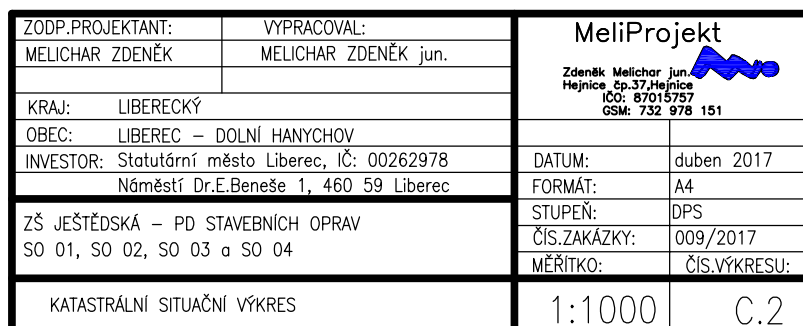 ZODP.PROJEKTANT: VYPRACOVAL:
MELICHAR ZDENĚK MELICHAR ZDENĚK jun.
KRAJ: LIBERECKÝ
OBEC: LIBEREC – DOLNÍ HANYCHOV
INVESTOR: Statutární město Liberec, IČ: 00262978
Náměstí Dr.E.Beneše 1, 460 59 Liberec
ZŠ JEŠTĚDSKÁ – PD STAVEBNÍCH OPRAV
SO 01, SO 02, SO 03 a SO 04
KATASTRÁLNÍ SITUAČNÍ VÝKRES
MeliProjekt
Zdeněk Melichar jun.
Hejnice čp.37,Hejnice
IČO: 87015757
GSM: 732 978 151
DATUM: duben 2017
FORMÁT: A4
STUPEŇ: DPS
ČÍS.ZAKÁZKY: 009/2017
MĚŘÍTKO: ČÍS.VÝKRESU:
1:1000 C.2